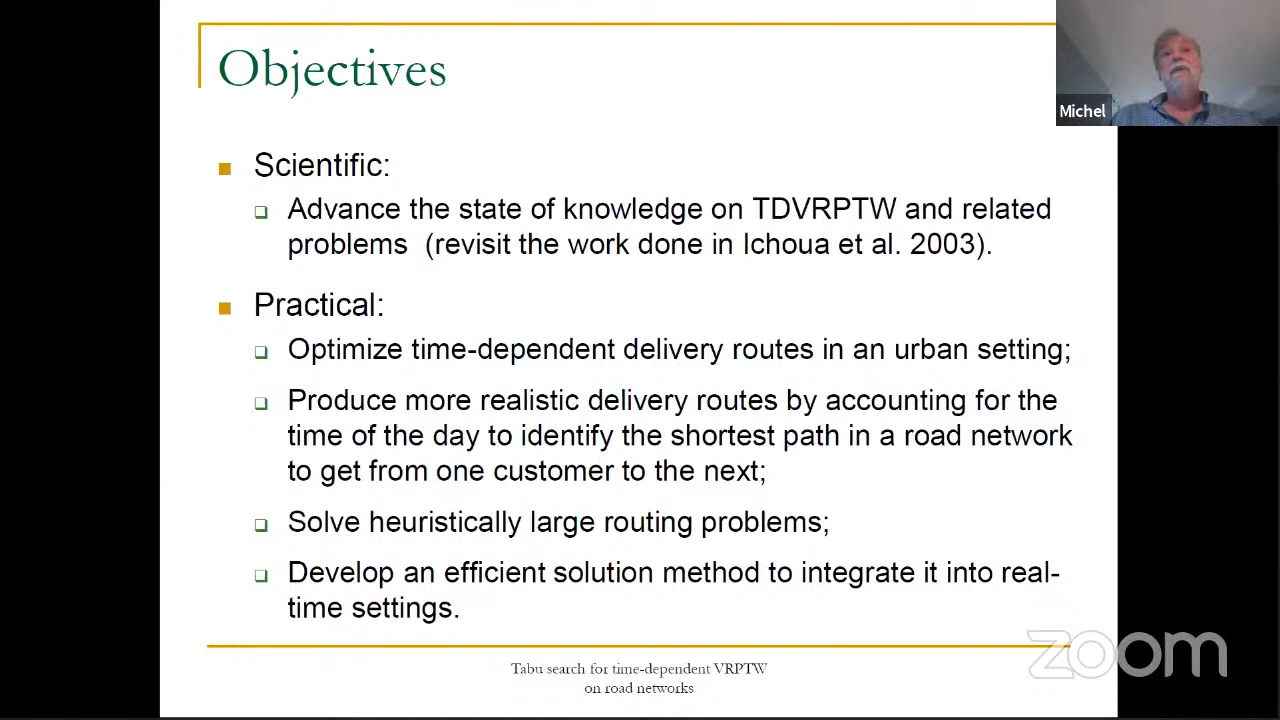 Objectives
Michel
Scientific:
Advance the state of knowledge on TDVRPTW and related
problems (revisit the work done in Ichoua et al. 2003).
Practical:
Optimize time-dependent delivery routes in an urban setting;
Produce more realistic delivery routes by accounting for the
time of the day to identify the shortest path in a road network
to get from one customer to the next;
Solve heuristically large routing problems;
Develop an efficient solution method to integrate it into real-
time settings.
zoom
Tabu search for time-dependent VRPTW
on road networks